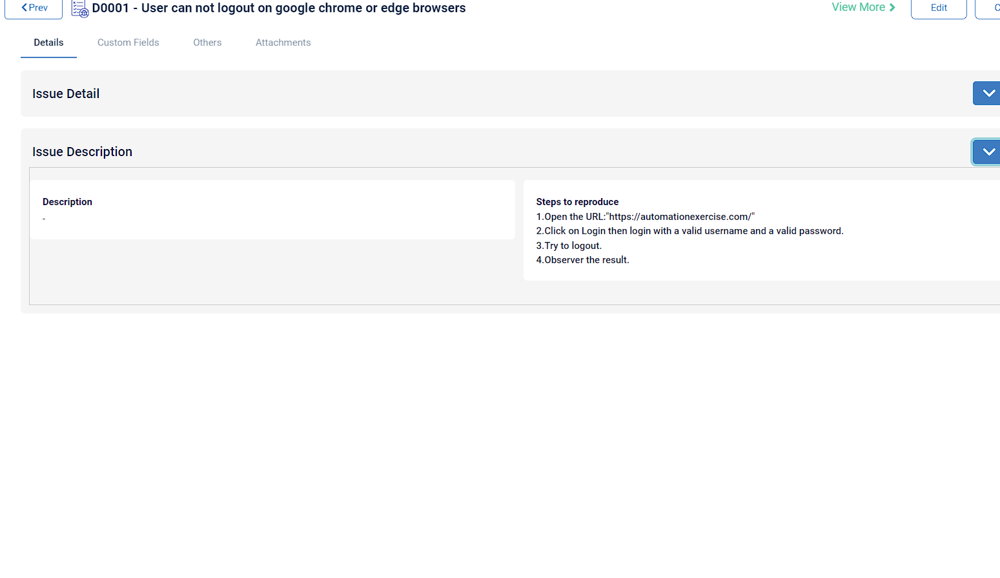 Prev
D0001 - User can not logout on google chrome or edge browsers
View More
Edit
Details
Custom Fields
Others
Attachments
Issue Detail
Issue Description
Description
-
Steps to reproduce
1.Open the URL:"https://automationexercise.com/"
2.Click on Login then login with a valid username and a valid password.
3.Try to logout.
4.Observer the result.